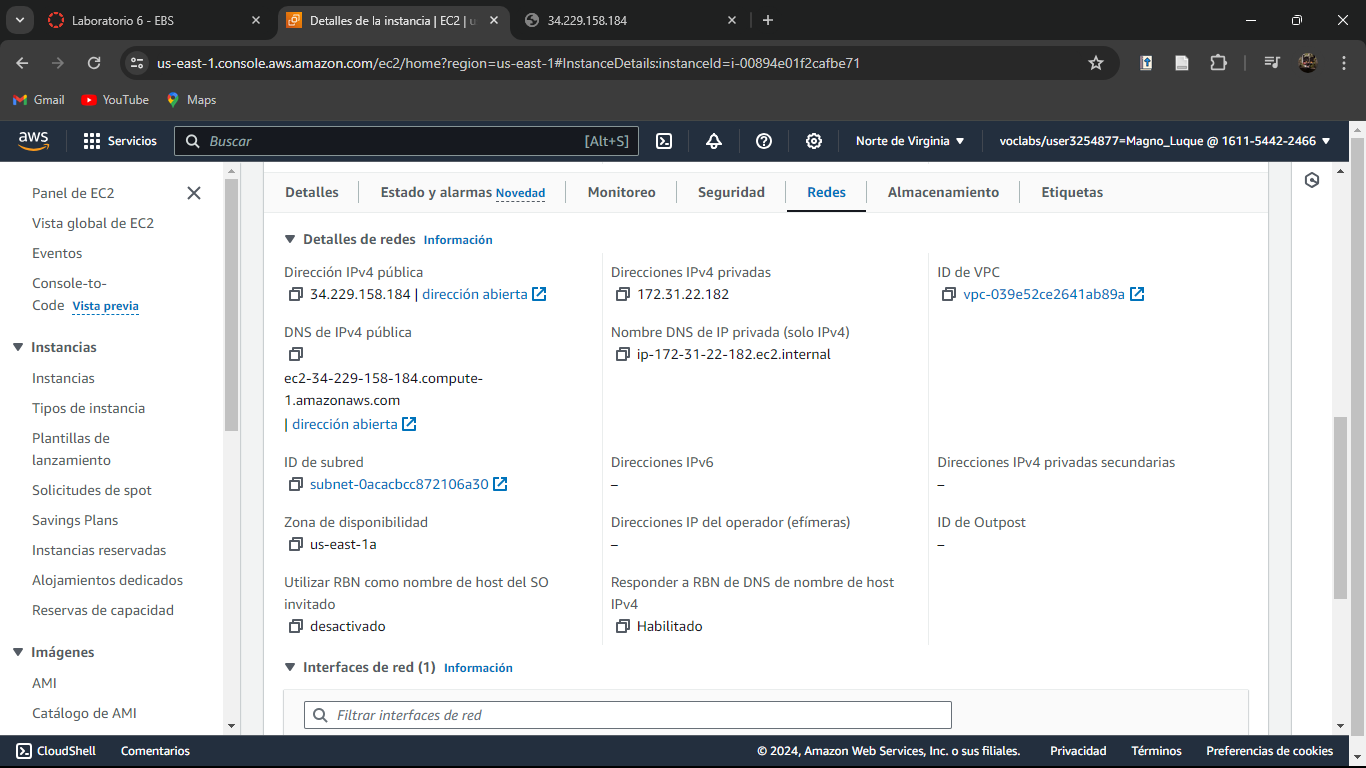 Laboratorio 6 - EBS
Detalles de la instancia | EC2 | u
34.229.158.184
us-east-1.console.aws.amazon.com/ec2/home?region=us-east-1#InstanceDetails:instanceId=i-00894e01f2cafbe71
Gmail
YouTube
Maps
aws
Servicios
Buscar
[Alt+S]
Norte de Virginia
voclabs/user3254877=Magno_Luque @ 1611-5442-2466
Panel de EC2
Vista global de EC2
Eventos
Console-to-
Code Vista previa
Instancias
Instancias
Tipos de instancia
Plantillas de
lanzamiento
Solicitudes de spot
Savings Plans
Instancias reservadas
Alojamientos dedicados
Reservas de capacidad
Imágenes
AMI
Catálogo de AMI
Detalles
Estado y alarmas Novedad
Monitoreo
Seguridad
Redes
Almacenamiento
Etiquetas
Detalles de redes Información
Dirección IPv4 pública
34.229.158.184 | dirección abierta
Direcciones IPv4 privadas
172.31.22.182
ID de VPC
vpc-039e52ce2641ab89a
DNS de IPv4 pública
ec2-34-229-158-184.compute-
1.amazonaws.com
| dirección abierta
Nombre DNS de IP privada (solo IPv4)
ip-172-31-22-182.ec2.internal
ID de subred
subnet-0acacbcc872106a30
Direcciones IPv6
–
Direcciones IPv4 privadas secundarias
–
Zona de disponibilidad
us-east-1a
Direcciones IP del operador (efímeras)
–
ID de Outpost
–
Utilizar RBN como nombre de host del SO
invitado
desactivado
Responder a RBN de DNS de nombre de host
IPv4
Habilitado
Interfaces de red (1) Información
Filtrar interfaces de red
CloudShell
Comentarios
© 2024, Amazon Web Services, Inc. o sus filiales.
Privacidad
Términos
Preferencias de cookies